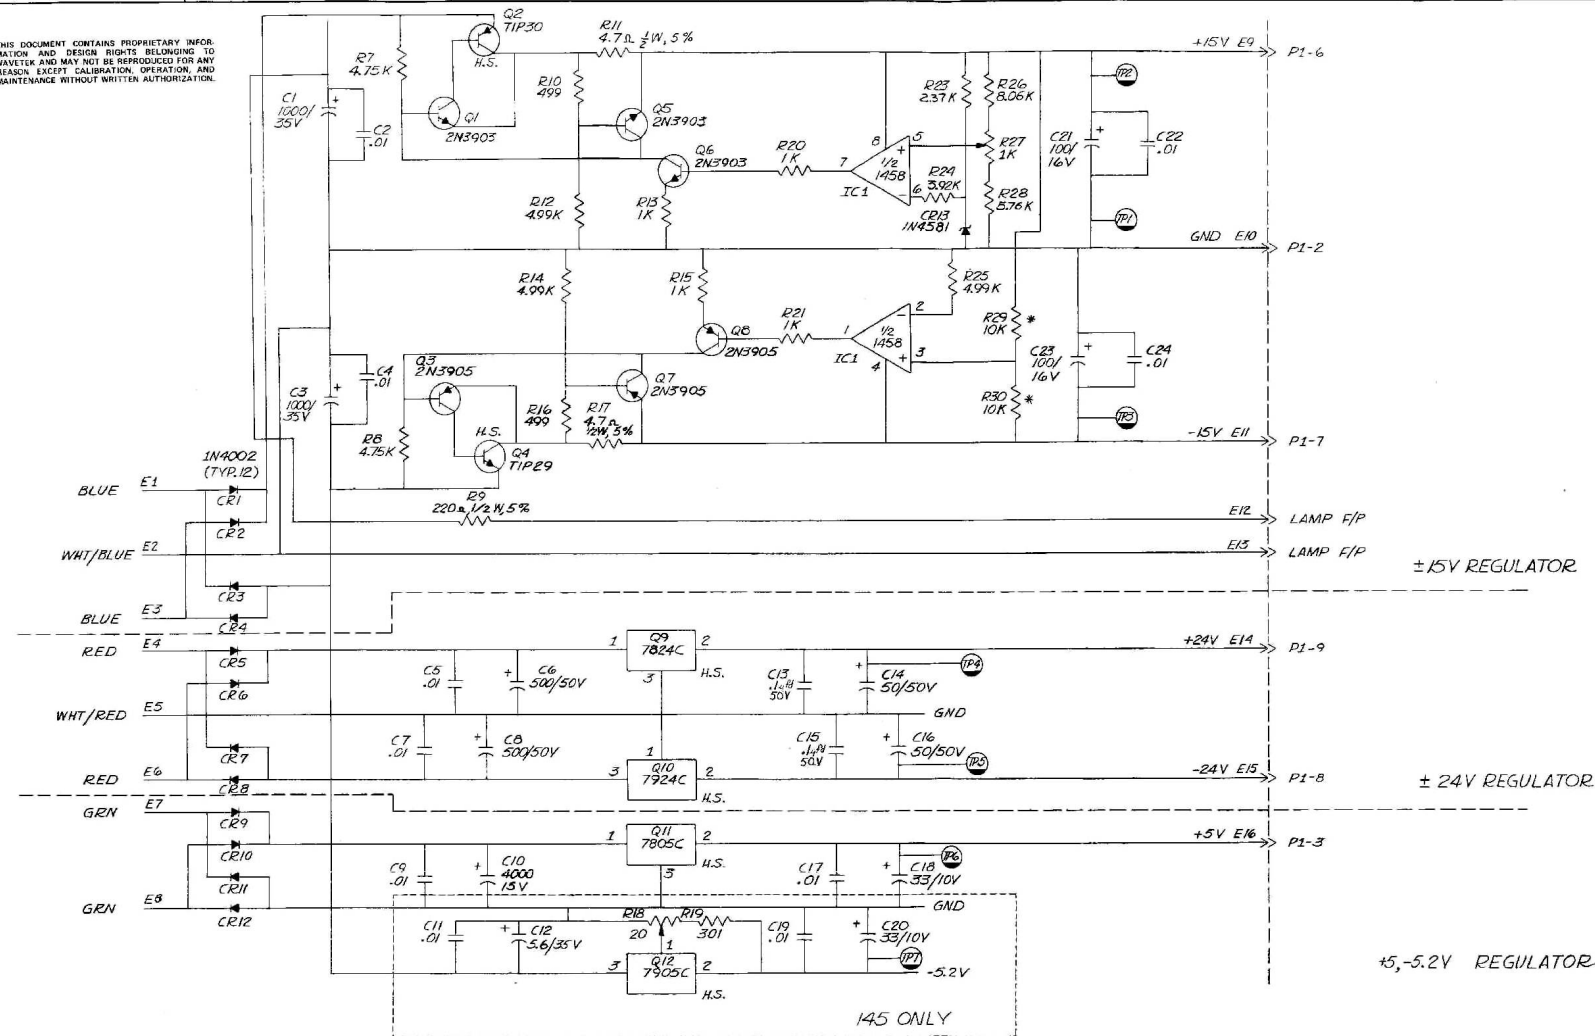 HIS DOCUMENT CONTAINS PROPRIETARY INFOR-
MATION AND DESIGN RIGHTS BELONGING TO
WAVETEK AND MAY NOT BE REPRODUCED FOR ANY
REASON EXCEPT CALIBRATION, OPERATION, AND
MAINTENANCE WITHOUT WRITTEN AUTHORIZATION.
Q2
TIP30
H.S.
R11
4.7Ω ½W, 5%
+15V E9
P1-6
R7
4.75K
C1
1000/
35V
+
C2
.01
Q1
2N3903
R10
499
Q5
2N3903
Q6
2N3903
R12
4.99K
R13
1K
R20
1K
7
8
5
6
+
-
1/2
1458
IC1
R23
2.37K
R24
3.92K
CR13
1N4581
R26
8.06K
R27
1K
R28
5.76K
C21
100/
16V
+
C22
.01
TP2
TP1
GND E10
P1-2
R14
4.99K
R15
1K
Q8
2N3905
R21
1K
1
2
3
4
-
+
1/2
1458
IC1
R25
4.99K
R29
10K
*
R30
10K
*
C23
100/
16V
+
C24
.01
TP3
-15V E11
P1-7
C3
1000/
35V
+
C4
.01
Q3
2N3905
R8
4.75K
H.S.
Q4
TIP29
R16
499
R17
4.7Ω
½W, 5%
Q7
2N3905
1N4002
(TYP. 12)
BLUE E1
CR1
CR2
WHT/BLUE E2
CR3
BLUE E3
CR4
R9
220Ω, 1/2 W, 5%
E12
LAMP F/P
E13
LAMP F/P
±15V REGULATOR
RED E4
CR5
CR6
WHT/RED E5
CR7
RED E6
CR8
C5
.01
+
C6
500/50V
C7
.01
+
C8
500/50V
1
Q9
7824C
2
3
H.S.
1
3
Q10
7924C
2
H.S.
C13
.1µfd
50V
+
C14
50/50V
TP4
C15
.1µfd
50V
+
C16
50/50V
TP5
GND
+24V E14
P1-9
-24V E15
P1-8
± 24V REGULATOR
GRN E7
CR9
CR10
CR11
GRN E8
CR12
C9
.01
+
C10
4000
15V
1
Q11
7805C
2
3
H.S.
C17
.01
+
C18
33/10V
TP6
+5V E16
P1-3
GND
C11
.01
+
C12
5.6/35V
R18
20
R19
301
1
3
Q12
7905C
2
H.S.
C19
.01
+
C20
33/10V
TP7
-5.2V
+5,-5.2V REGULATOR
145 ONLY